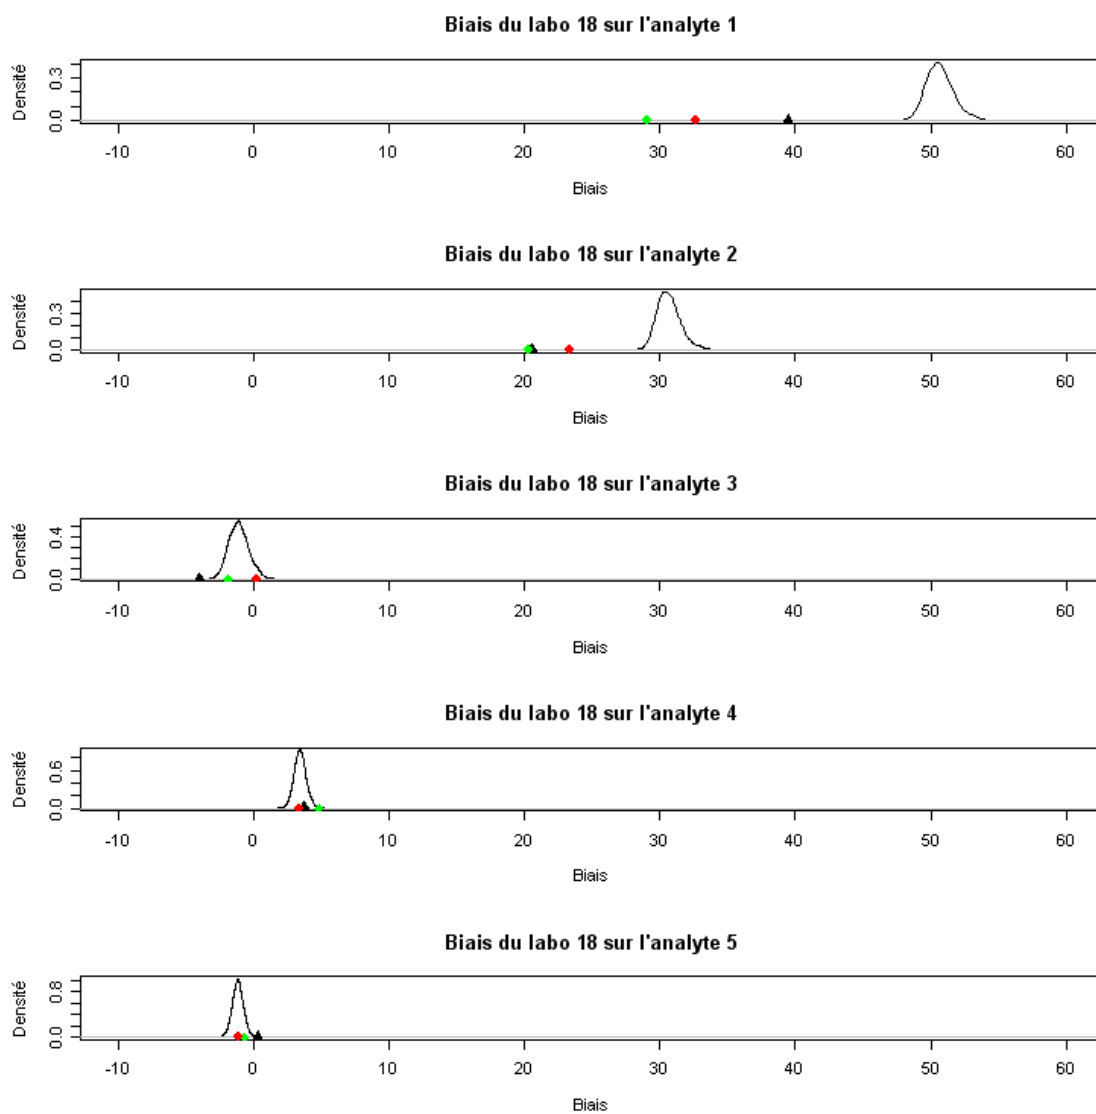 Biais du labo 18 sur l'analyte 1
Densité
0.0 0.3
-10 0 10 20 30 40 50 60
Biais
Biais du labo 18 sur l'analyte 2
Densité
0.0 0.3
-10 0 10 20 30 40 50 60
Biais
Biais du labo 18 sur l'analyte 3
Densité
0.0 0.4
-10 0 10 20 30 40 50 60
Biais
Biais du labo 18 sur l'analyte 4
Densité
0.0 0.6
-10 0 10 20 30 40 50 60
Biais
Biais du labo 18 sur l'analyte 5
Densité
0.0 0.8
-10 0 10 20 30 40 50 60
Biais